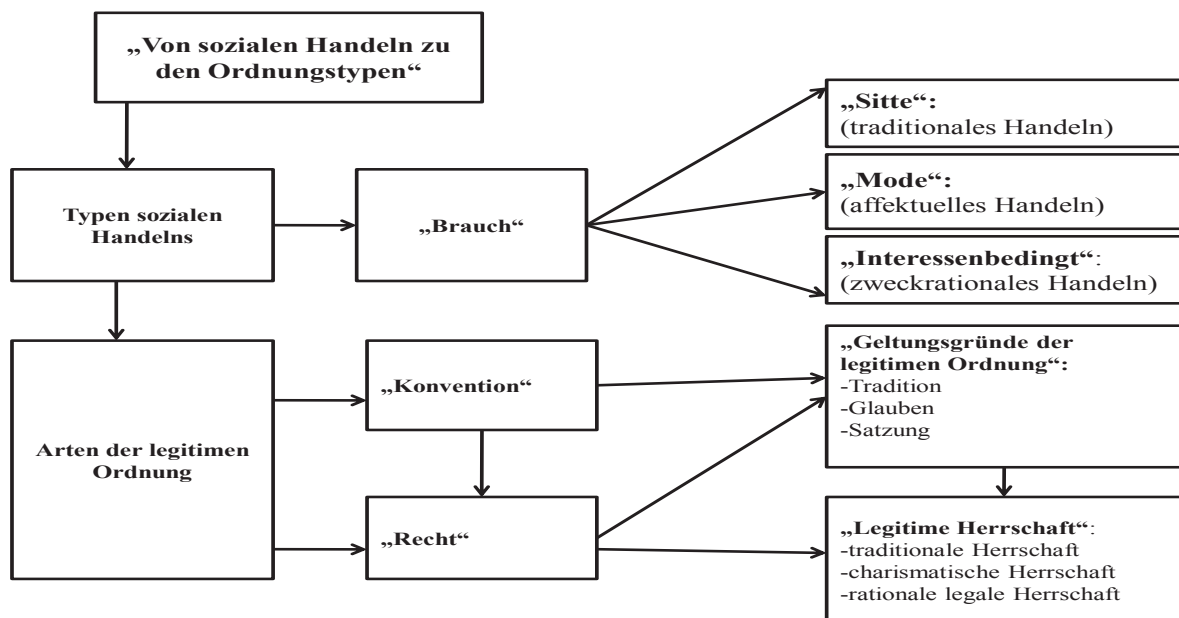 „Von sozialen Handeln zu
den Ordnungstypen“
„Sitte“:
(traditionales Handeln)
„Mode“:
(affektuelles Handeln)
„Interessenbedingt“:
(zweckrationales Handeln)
Typen sozialen
Handelns
„Brauch“
„Geltungsgründe der
legitimen Ordnung“:
-Tradition
-Glauben
-Satzung
„Konvention“
Arten der legitimen
Ordnung
„Recht“
„Legitime Herrschaft“:
-traditionale Herrschaft
-charismatische Herrschaft
-rationale legale Herrschaft